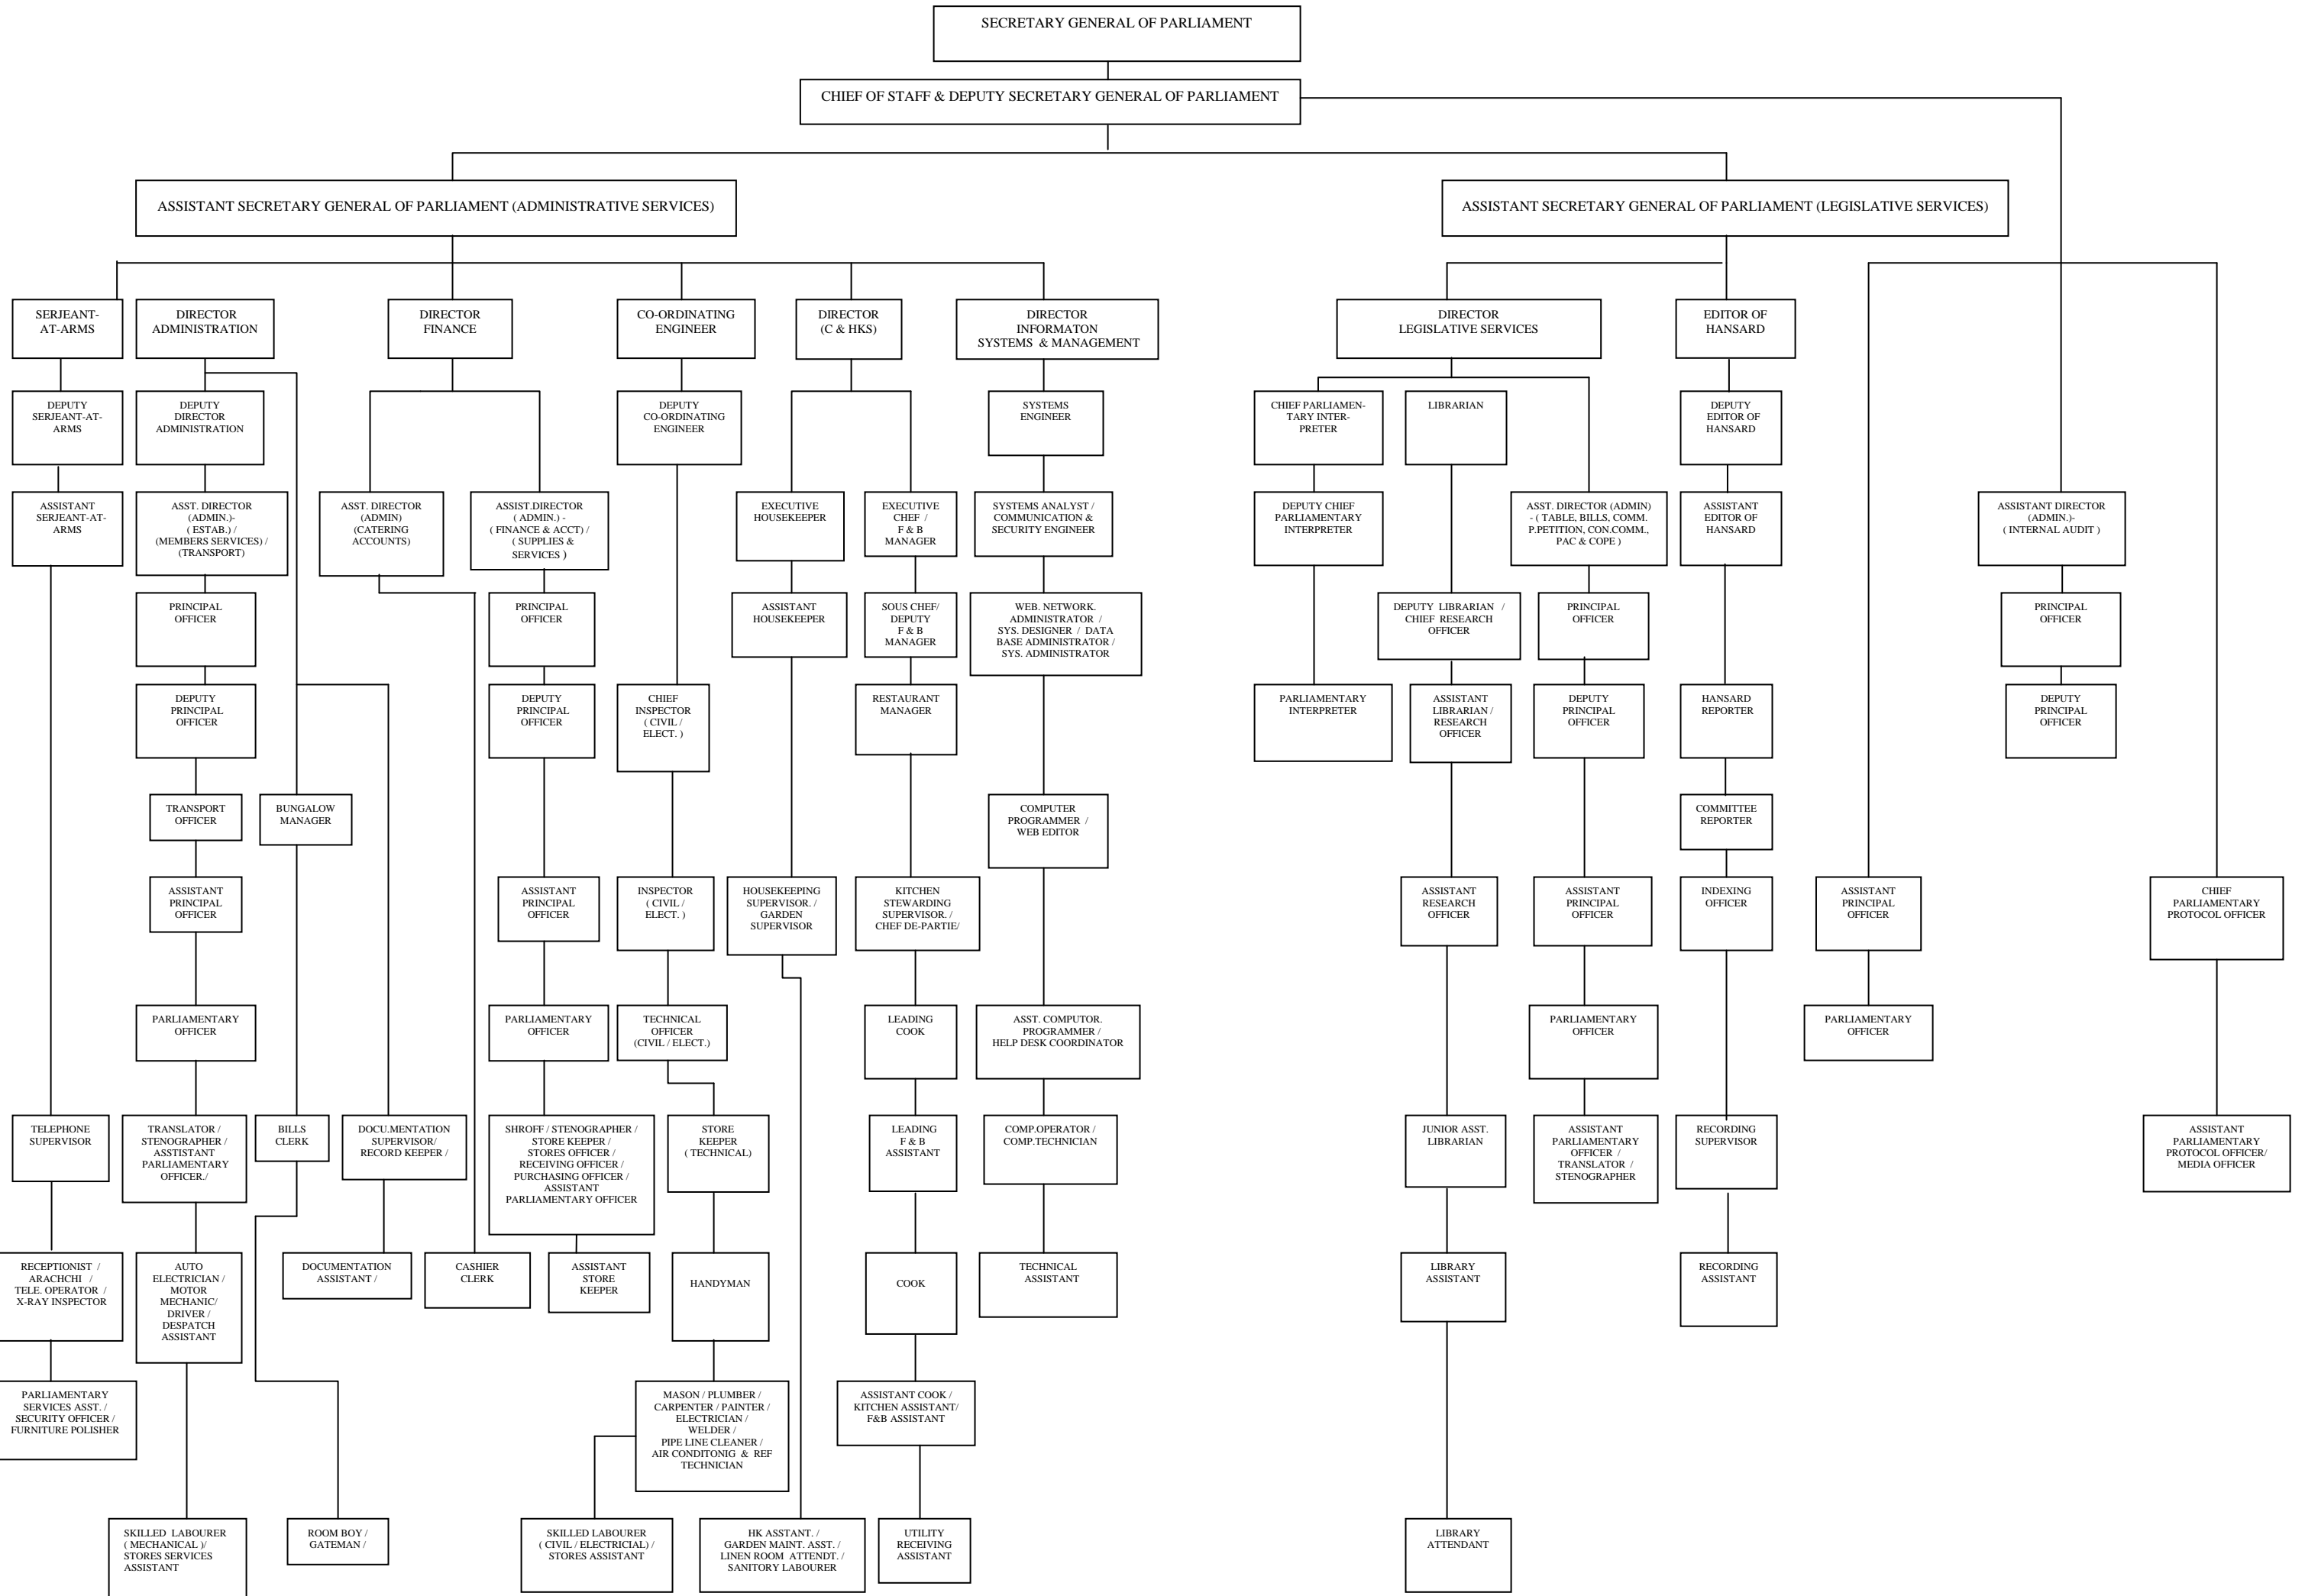 SECRETARY GENERAL OF PARLIAMENT
CHIEF OF STAFF & DEPUTY SECRETARY GENERAL OF PARLIAMENT
ASSISTANT SECRETARY GENERAL OF PARLIAMENT (ADMINISTRATIVE SERVICES)
ASSISTANT SECRETARY GENERAL OF PARLIAMENT (LEGISLATIVE SERVICES)
SERJEANT-
AT-ARMS
DIRECTOR
ADMINISTRATION
DIRECTOR
FINANCE
CO-ORDINATING
ENGINEER
DIRECTOR
(C & HKS)
DIRECTOR
INFORMATON
SYSTEMS & MANAGEMENT
DIRECTOR
LEGISLATIVE SERVICES
EDITOR OF
HANSARD
DEPUTY
SERJEANT-AT-
ARMS
DEPUTY
DIRECTOR
ADMINISTRATION
DEPUTY
CO-ORDINATING
ENGINEER
SYSTEMS
ENGINEER
CHIEF PARLIAMEN-
TARY INTER-
PRETER
LIBRARIAN
DEPUTY
EDITOR OF
HANSARD
ASSISTANT
SERJEANT-AT-
ARMS
ASST. DIRECTOR
(ADMIN.)-
( ESTAB.) /
(MEMBERS SERVICES) /
(TRANSPORT)
ASST. DIRECTOR
(ADMIN)
(CATERING
ACCOUNTS)
ASSIST.DIRECTOR
( ADMIN.) -
( FINANCE & ACCT) /
( SUPPLIES &
SERVICES )
EXECUTIVE
HOUSEKEEPER
EXECUTIVE
CHEF /
F & B
MANAGER
SYSTEMS ANALYST /
COMMUNICATION &
SECURITY ENGINEER
DEPUTY CHIEF
PARLIAMENTARY
INTERPRETER
ASST. DIRECTOR (ADMIN)
- ( TABLE, BILLS, COMM.
P.PETITION, CON.COMM.,
PAC & COPE )
ASSISTANT
EDITOR OF
HANSARD
ASSISTANT DIRECTOR
(ADMIN.)-
( INTERNAL AUDIT )
PRINCIPAL
OFFICER
PRINCIPAL
OFFICER
ASSISTANT
HOUSEKEEPER
SOUS CHEF/
DEPUTY
F & B
MANAGER
WEB. NETWORK.
ADMINISTRATOR /
SYS. DESIGNER / DATA
BASE ADMINISTRATOR /
SYS. ADMINISTRATOR
DEPUTY LIBRARIAN /
CHIEF RESEARCH
OFFICER
PRINCIPAL
OFFICER
PRINCIPAL
OFFICER
DEPUTY
PRINCIPAL
OFFICER
DEPUTY
PRINCIPAL
OFFICER
CHIEF
INSPECTOR
( CIVIL /
ELECT. )
RESTAURANT
MANAGER
PARLIAMENTARY
INTERPRETER
ASSISTANT
LIBRARIAN /
RESEARCH
OFFICER
DEPUTY
PRINCIPAL
OFFICER
HANSARD
REPORTER
DEPUTY
PRINCIPAL
OFFICER
TRANSPORT
OFFICER
BUNGALOW
MANAGER
COMPUTER
PROGRAMMER /
WEB EDITOR
COMMITTEE
REPORTER
ASSISTANT
PRINCIPAL
OFFICER
ASSISTANT
PRINCIPAL
OFFICER
INSPECTOR
( CIVIL /
ELECT. )
HOUSEKEEPING
SUPERVISOR. /
GARDEN
SUPERVISOR
KITCHEN
STEWARDING
SUPERVISOR. /
CHEF DE-PARTIE/
ASSISTANT
RESEARCH
OFFICER
ASSISTANT
PRINCIPAL
OFFICER
INDEXING
OFFICER
ASSISTANT
PRINCIPAL
OFFICER
CHIEF
PARLIAMENTARY
PROTOCOL OFFICER
PARLIAMENTARY
OFFICER
PARLIAMENTARY
OFFICER
TECHNICAL
OFFICER
(CIVIL / ELECT.)
LEADING
COOK
ASST. COMPUTOR.
PROGRAMMER /
HELP DESK COORDINATOR
PARLIAMENTARY
OFFICER
PARLIAMENTARY
OFFICER
TELEPHONE
SUPERVISOR
TRANSLATOR /
STENOGRAPHER /
ASSTISTANT
PARLIAMENTARY
OFFICER./
BILLS
CLERK
DOCU.MENTATION
SUPERVISOR/
RECORD KEEPER /
SHROFF / STENOGRAPHER /
STORE KEEPER /
STORES OFFICER /
RECEIVING OFFICER /
PURCHASING OFFICER /
ASSISTANT
PARLIAMENTARY OFFICER
STORE
KEEPER
( TECHNICAL)
LEADING
F & B
ASSISTANT
COMP.OPERATOR /
COMP.TECHNICIAN
JUNIOR ASST.
LIBRARIAN
ASSISTANT
PARLIAMENTARY
OFFICER /
TRANSLATOR /
STENOGRAPHER
RECORDING
SUPERVISOR
ASSISTANT
PARLIAMENTARY
PROTOCOL OFFICER/
MEDIA OFFICER
RECEPTIONIST /
ARACHCHI /
TELE. OPERATOR /
X-RAY INSPECTOR
AUTO
ELECTRICIAN /
MOTOR
MECHANIC/
DRIVER /
DESPATCH
ASSISTANT
DOCUMENTATION
ASSISTANT /
CASHIER
CLERK
ASSISTANT
STORE
KEEPER
HANDYMAN
COOK
TECHNICAL
ASSISTANT
LIBRARY
ASSISTANT
RECORDING
ASSISTANT
PARLIAMENTARY
SERVICES ASST. /
SECURITY OFFICER /
FURNITURE POLISHER
MASON / PLUMBER /
CARPENTER / PAINTER /
ELECTRICIAN /
WELDER /
PIPE LINE CLEANER /
AIR CONDITONIG & REF
TECHNICIAN
ASSISTANT COOK /
KITCHEN ASSISTANT/
F&B ASSISTANT
SKILLED LABOURER
( MECHANICAL )/
STORES SERVICES
ASSISTANT
ROOM BOY /
GATEMAN /
SKILLED LABOURER
( CIVIL / ELECTRICIAL) /
STORES ASSISTANT
HK ASSTANT. /
GARDEN MAINT. ASST. /
LINEN ROOM ATTENDT. /
SANITORY LABOURER
UTILITY
RECEIVING
ASSISTANT
LIBRARY
ATTENDANT